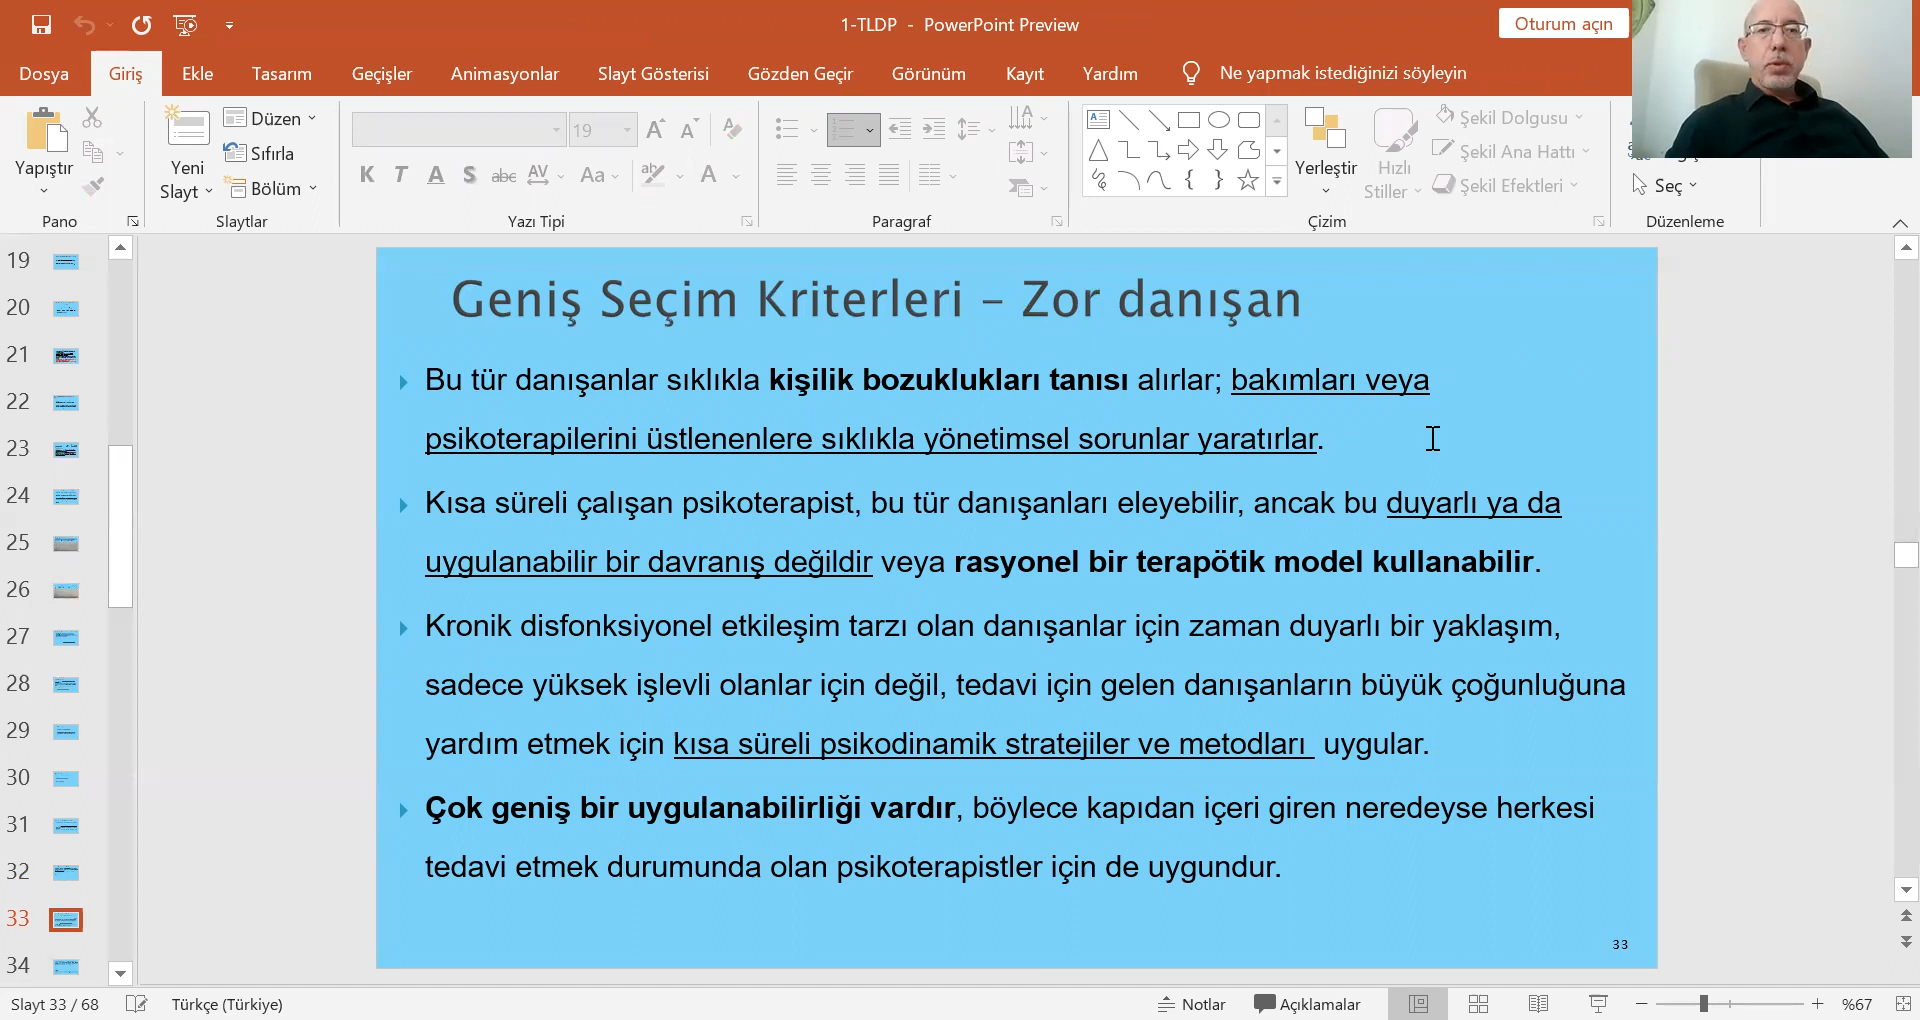 1-TLDP - PowerPoint Preview
Oturum açın
Dosya Giriş Ekle Tasarım Geçişler Animasyonlar Slayt Gösterisi Gözden Geçir Görünüm Kayıt Yardım Ne yapmak istediğinizi söyleyin
Yapıştır
Pano
Yeni
Slayt
Düzen
Sıfırla
Bölüm
Slaytlar
19
K T A S abc AV Aa A
Yazı Tipi
Paragraf
Yerleştir
Hızlı
Stiller
Şekil Dolgusu
Şekil Ana Hattı
Şekil Efektleri
Çizim
Seç
Düzenleme
19
20
21
22
23
24
25
26
27
28
29
30
31
32
33
34
Geniş Seçim Kriterleri – Zor danışan
Bu tür danışanlar sıklıkla kişilik bozuklukları tanısı alırlar; bakımları veya
psikoterapilerini üstlenenlere sıklıkla yönetimsel sorunlar yaratırlar.
Kısa süreli çalışan psikoterapist, bu tür danışanları eleyebilir, ancak bu duyarlı ya da
uygulanabilir bir davranış değildir veya rasyonel bir terapötik model kullanabilir.
Kronik disfonksiyonel etkileşim tarzı olan danışanlar için zaman duyarlı bir yaklaşım,
sadece yüksek işlevli olanlar için değil, tedavi için gelen danışanların büyük çoğunluğuna
yardım etmek için kısa süreli psikodinamik stratejiler ve metodları uygular.
Çok geniş bir uygulanabilirliği vardır, böylece kapıdan içeri giren neredeyse herkesi
tedavi etmek durumunda olan psikoterapistler için de uygundur.
33
Slayt 33 / 68 Türkçe (Türkiye) Notlar Açıklamalar %67